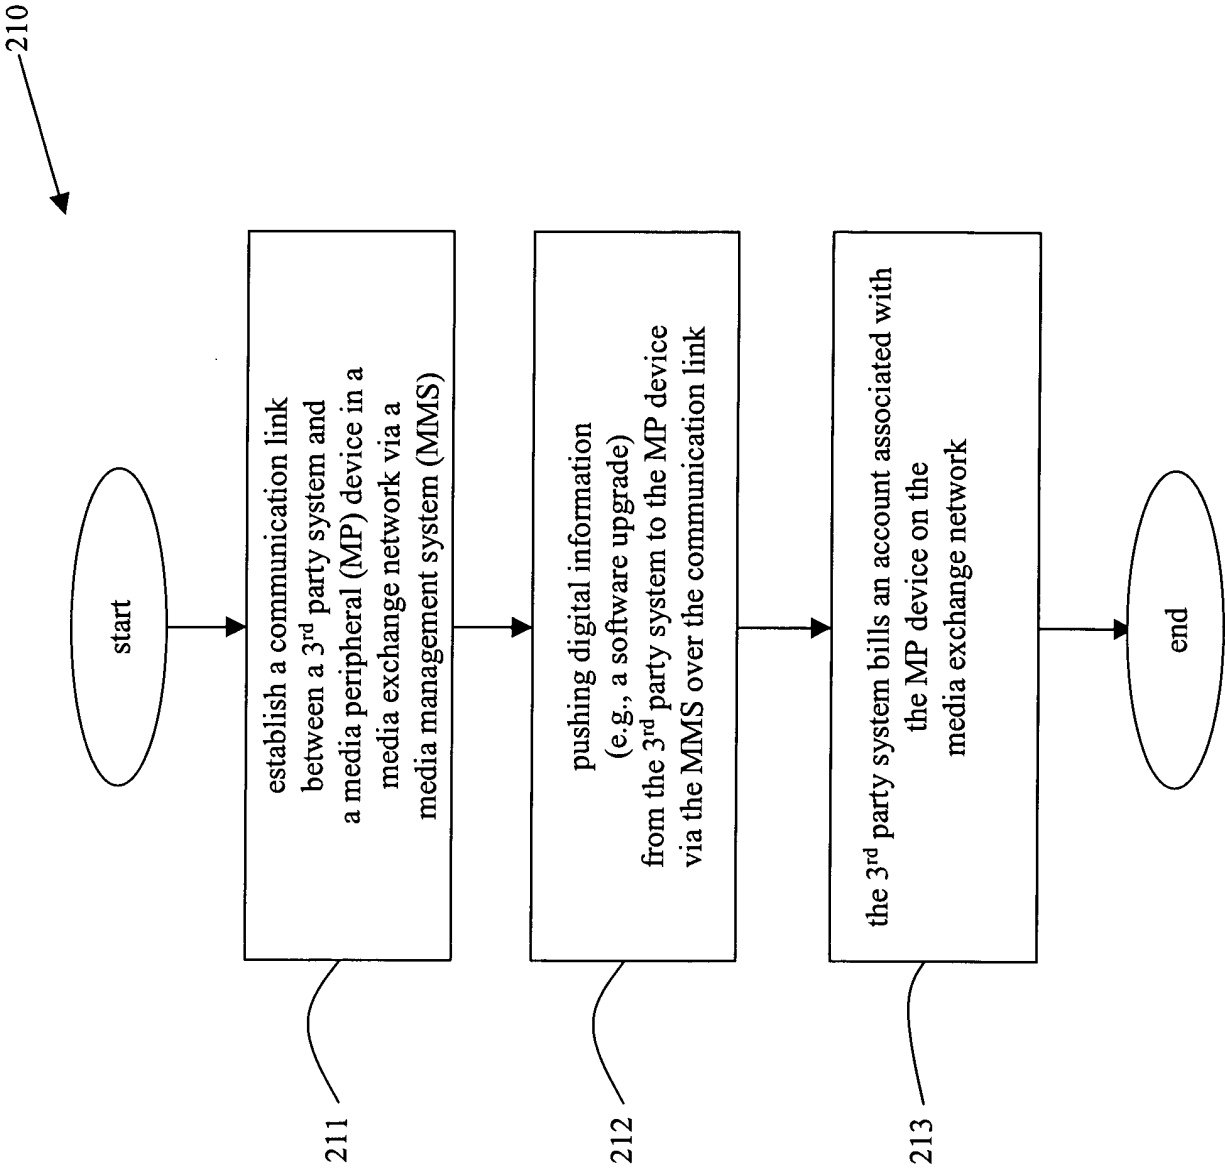 210
start
establish a communication link
between a 3rd party system and
a media peripheral (MP) device in a
media exchange network via a
media management system (MMS)
211
pushing digital information
(e.g., a software upgrade)
from the 3rd party system to the MP device
via the MMS over the communication link
212
the 3rd party system bills an account associated with
the MP device on the
media exchange network
213
end